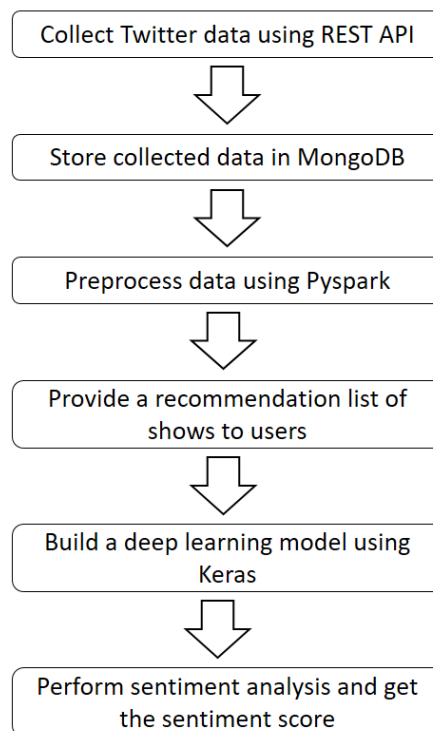 Collect Twitter data using REST API
Store collected data in MongoDB
Preprocess data using Pyspark
Provide a recommendation list of
shows to users
Build a deep learning model using
Keras
Perform sentiment analysis and get
the sentiment score